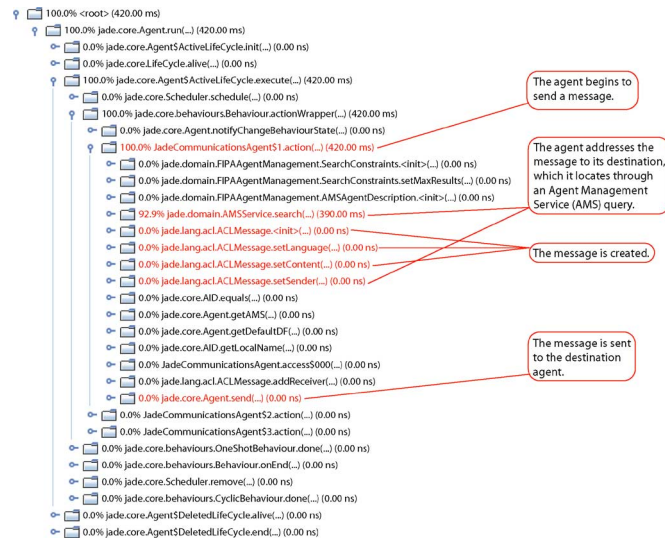 100.0% <root> (420.00 ms)
100.0% jade.core.Agent.run(...) (420.00 ms)
0.0% jade.core.Agent$ActiveLifeCycle.init(...) (0.00 ns)
0.0% jade.core.LifeCycle.alive(...) (0.00 ns)
100.0% jade.core.Agent$ActiveLifeCycle.execute(...) (420.00 ms)
0.0% jade.core.Scheduler.schedule(...) (0.00 ns)
100.0% jade.core.behaviours.Behaviour.actionWrapper(...) (420.00 ms)
0.0% jade.core.Agent.notifyChangeBehaviourState(...) (0.00 ns)
100.0% JadeCommunicationsAgent$1.action(...) (420.00 ms)
0.0% jade.domain.FIPAAgentManagement.SearchConstraints.<init>(...) (0.00 ns)
0.0% jade.domain.FIPAAgentManagement.SearchConstraints.setMaxResults(...) (0.00 ns)
0.0% jade.domain.FIPAAgentManagement.AMSAgentDescription.<init>(...) (0.00 ns)
92.9% jade.domain.AMSService.search(...) (390.00 ms)
0.0% jade.lang.acl.ACLMessage.<init>(...) (0.00 ns)
0.0% jade.lang.acl.ACLMessage.setLanguage(...) (0.00 ns)
0.0% jade.lang.acl.ACLMessage.setContent(...) (0.00 ns)
0.0% jade.lang.acl.ACLMessage.setSender(...) (0.00 ns)
0.0% jade.core.AID.equals(...) (0.00 ns)
0.0% jade.core.Agent.getAMS(...) (0.00 ns)
0.0% jade.core.Agent.getDefaultDF(...) (0.00 ns)
0.0% jade.core.AID.getLocalName(...) (0.00 ns)
0.0% JadeCommunicationsAgent.access$000(...) (0.00 ns)
0.0% jade.lang.acl.ACLMessage.addReceiver(...) (0.00 ns)
0.0% jade.core.Agent.send(...) (0.00 ns)
0.0% JadeCommunicationsAgent$2.action(...) (0.00 ns)
0.0% JadeCommunicationsAgent$3.action(...) (0.00 ns)
0.0% jade.core.behaviours.OneShotBehaviour.done(...) (0.00 ns)
0.0% jade.core.behaviours.Behaviour.onEnd(...) (0.00 ns)
0.0% jade.core.Scheduler.remove(...) (0.00 ns)
0.0% jade.core.behaviours.CyclicBehaviour.done(...) (0.00 ns)
0.0% jade.core.Agent$DeletedLifeCycle.alive(...) (0.00 ns)
0.0% jade.core.Agent$DeletedLifeCycle.end(...) (0.00 ns)
The agent begins to
send a message.
The agent addresses the
message to its destination,
which it locates through
an Agent Management
Service (AMS) query.
The message is created.
The message is sent
to the destination
agent.